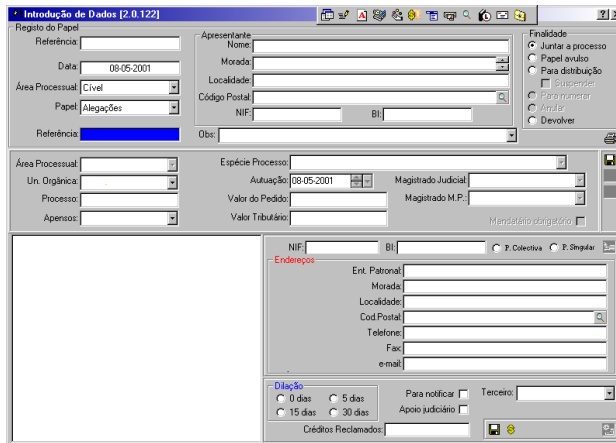 Introdução de Dados [2.0.122]
Registo do Papel
Referência:
Data: 08-05-2001
Área Processual: Cível
Papel: Alegações
Referência:
Apresentante
Nome:
Morada:
Localidade:
Código Postal:
NIF: BI:
Obs:
Finalidade
Juntar a processo
Papel avulso
Para distribuição
Suspender
Para numerar
Anular
Devolver
Área Processual: Espécie Processo:
Un. Orgânica: Autuação: 08-05-2001 Magistrado Judicial:
Processo: Valor do Pedido: Magistrado M.P.:
Apensos: Valor Tributário: Mandatário obrigatório
NIF: BI: P. Colectiva P. Singular
Endereços
Ent. Patronal:
Morada:
Localidade:
Cod.Postal:
Telefone:
Fax:
e-mail:
Dilação
0 dias 5 dias
15 dias 30 dias
Para notificar Terceiro:
Apoio judiciário
Créditos Reclamados: